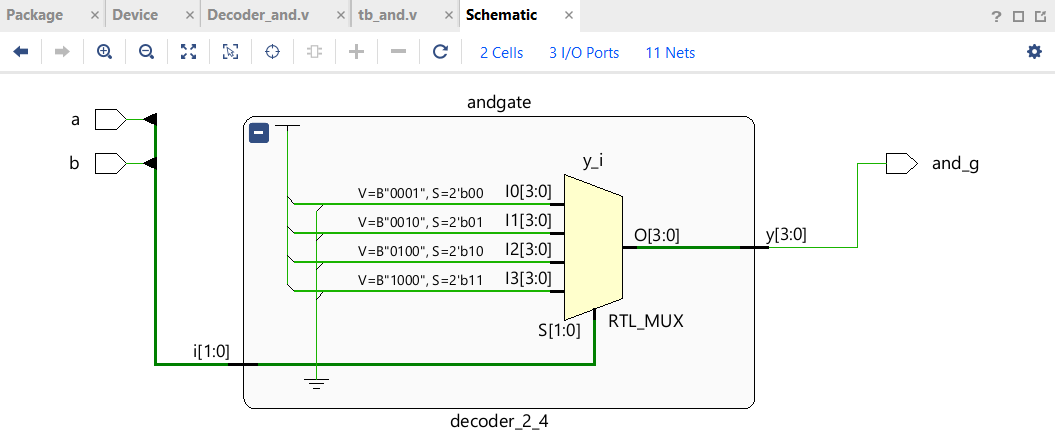 Package × Device × Decoder_and.v × tb_and.v × Schematic ×
?
2 Cells 3 I/O Ports 11 Nets
andgate
a
b
y_i
and_g
V=B"0001", S=2'b00 I0[3:0]
V=B"0010", S=2'b01 I1[3:0]
V=B"0100", S=2'b10 I2[3:0]
V=B"1000", S=2'b11 I3[3:0]
O[3:0]
y[3:0]
S[1:0]
RTL_MUX
i[1:0]
decoder_2_4